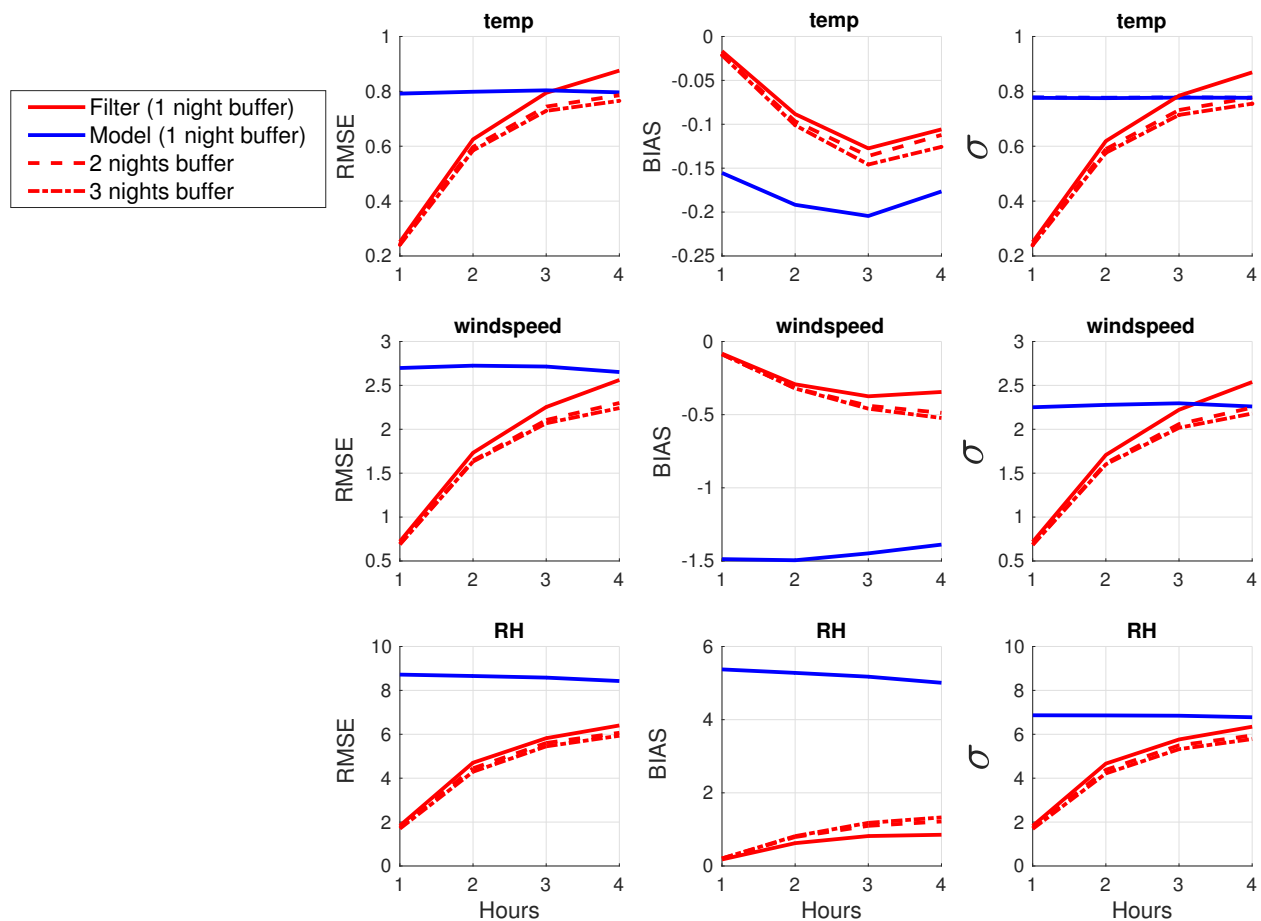 temp
temp
temp
Filter (1 night buffer)
Model (1 night buffer)
2 nights buffer
3 nights buffer
RMSE
1
0.8
0.6
0.4
0.2
1 2 3 4
BIAS
0
-0.05
-0.1
-0.15
-0.2
-0.25
1 2 3 4
σ
1
0.8
0.6
0.4
0.2
1 2 3 4
windspeed
windspeed
windspeed
RMSE
3
2.5
2
1.5
1
0.5
1 2 3 4
BIAS
0
-0.5
-1
-1.5
1 2 3 4
σ
3
2.5
2
1.5
1
0.5
1 2 3 4
RH
RH
RH
RMSE
10
8
6
4
2
0
1 2 3 4
Hours
BIAS
6
4
2
0
1 2 3 4
Hours
σ
10
8
6
4
2
0
1 2 3 4
Hours